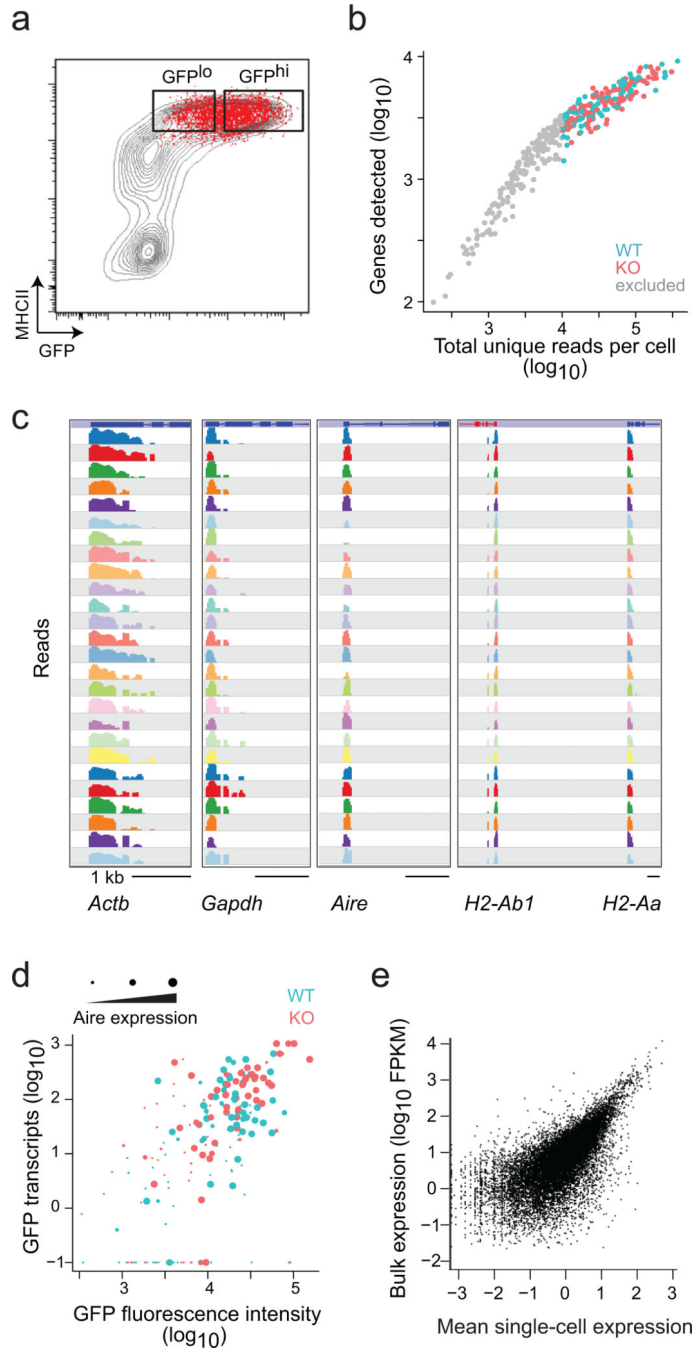 a
GFPlo GFPhi
MHCII
GFP
b
4
3
2
Genes detected (log10)
WT
KO
excluded
3 4 5
Total unique reads per cell
(log10)
c
Reads
1 kb
Actb Gapdh Aire H2-Ab1 H2-Aa
d
Aire expression
WT
KO
3
2
1
0
−1
GFP transcripts (log10)
3 4 5
GFP fluorescence intensity
(log10)
e
4
3
2
1
0
−1
−2
Bulk expression (log10 FPKM)
−3 −2 −1 0 1 2 3
Mean single-cell expression